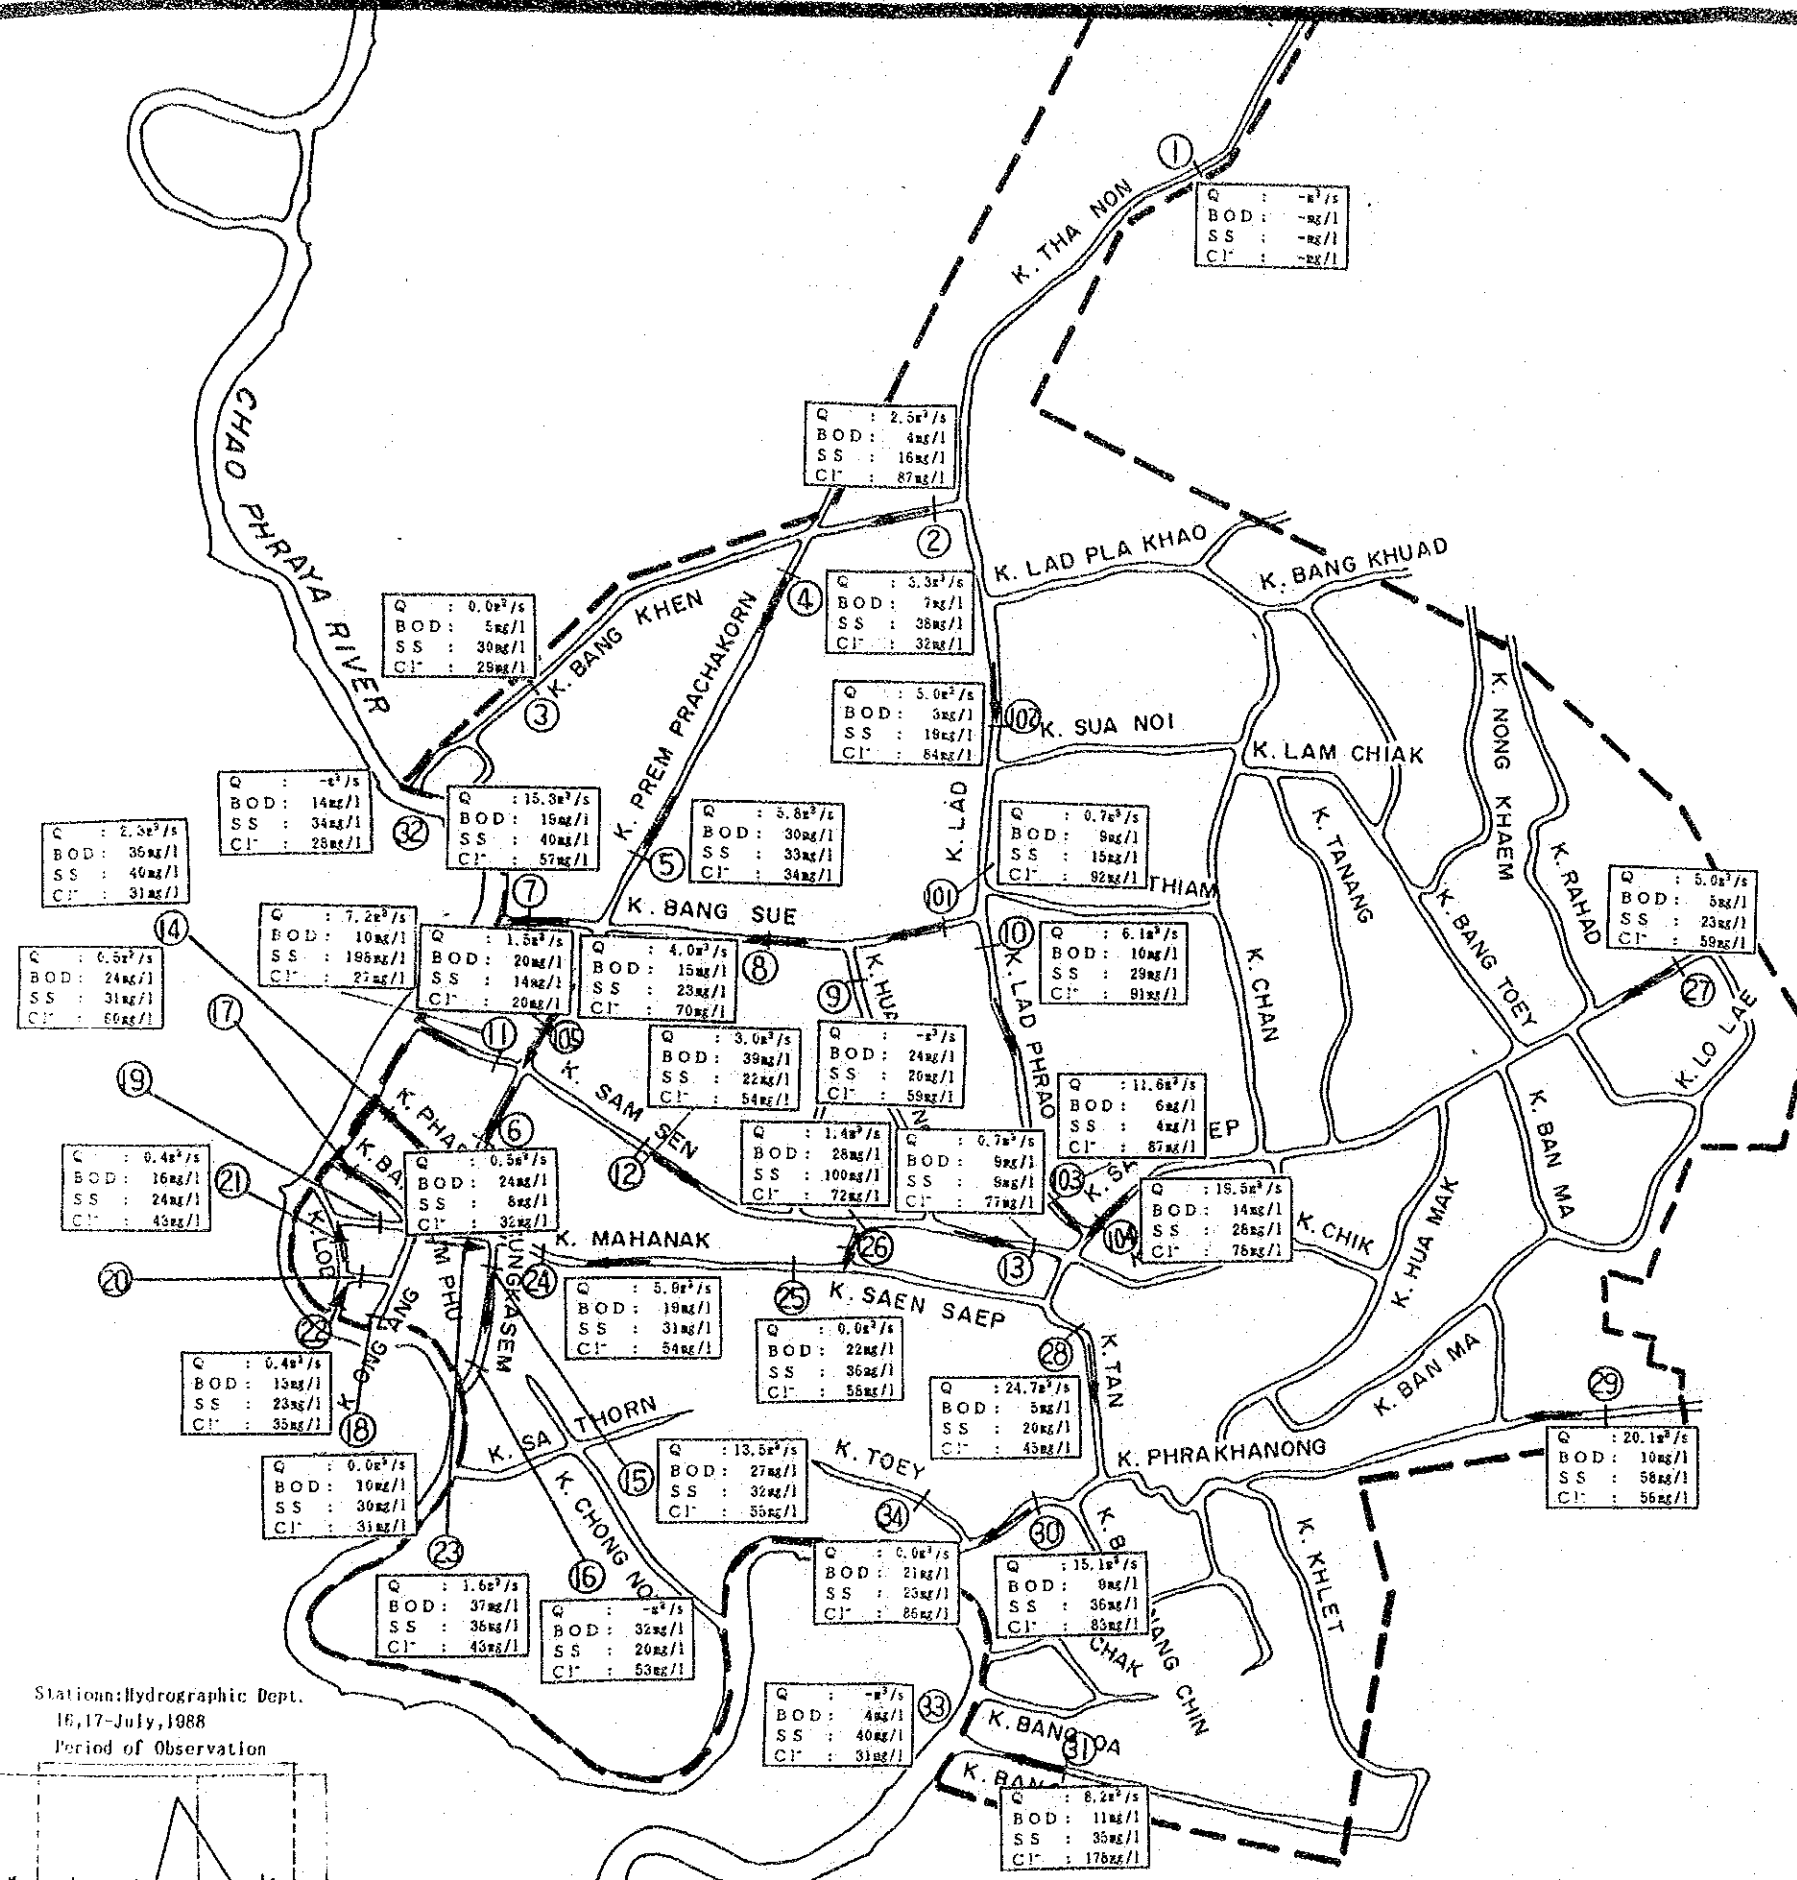 1
Q : -m³/s
BOD : -mg/l
SS : -mg/l
Cl⁻ : -mg/l
K. THA NON
CHAO PHRAYA RIVER
Q : 2.5m³/s
BOD : 4mg/l
SS : 16mg/l
Cl⁻ : 87mg/l
2
K. LAD PLA KHAO
K. BANG KHUAD
4
Q : 3.3m³/s
BOD : 7mg/l
SS : 38mg/l
Cl⁻ : 32mg/l
Q : 0.0m³/s
BOD : 5mg/l
SS : 30mg/l
Cl⁻ : 29mg/l
K. BANG KHEN
3
K. PREM PRACHAKORN
Q : 5.0m³/s
BOD : 3mg/l
SS : 19mg/l
Cl⁻ : 84mg/l
102
K. SUA NOI
K. LAM CHIAK
K. NONG KHAEM
K. RAHAD
Q : -m³/s
BOD : 14mg/l
SS : 34mg/l
Cl⁻ : 28mg/l
32
Q : 15.3m³/s
BOD : 19mg/l
SS : 40mg/l
Cl⁻ : 57mg/l
7
5
Q : 5.8m³/s
BOD : 30mg/l
SS : 33mg/l
Cl⁻ : 34mg/l
K. LAD
Q : 0.7m³/s
BOD : 9mg/l
SS : 15mg/l
Cl⁻ : 92mg/l
THIAM
101
K. TANANG
K. BANG TOEY
Q : 2.3m³/s
BOD : 36mg/l
SS : 40mg/l
Cl⁻ : 31mg/l
14
K. BANG SUE
Q : 5.0m³/s
BOD : 5mg/l
SS : 23mg/l
Cl⁻ : 59mg/l
27
K. LO LAE
Q : 7.2m³/s
BOD : 10mg/l
SS : 196mg/l
Cl⁻ : 27mg/l
Q : 1.5m³/s
BOD : 20mg/l
SS : 14mg/l
Cl⁻ : 20mg/l
Q : 4.0m³/s
BOD : 15mg/l
SS : 23mg/l
Cl⁻ : 70mg/l
8
9
K. HUA
10
K. LAD PHRAO
Q : 6.1m³/s
BOD : 10mg/l
SS : 29mg/l
Cl⁻ : 91mg/l
K. CHAN
Q : 0.5m³/s
BOD : 24mg/l
SS : 31mg/l
Cl⁻ : 60mg/l
17
11
105
K. SAM SEN
Q : 3.0m³/s
BOD : 39mg/l
SS : 22mg/l
Cl⁻ : 54mg/l
12
Q : -m³/s
BOD : 24mg/l
SS : 20mg/l
Cl⁻ : 59mg/l
Q : 11.6m³/s
BOD : 6mg/l
SS : 4mg/l
Cl⁻ : 87mg/l
EP
103
K. SA
19
K. PHAD
K. BA
6
Q : 0.5m³/s
BOD : 24mg/l
SS : 8mg/l
Cl⁻ : 32mg/l
Q : 1.4m³/s
BOD : 28mg/l
SS : 100mg/l
Cl⁻ : 72mg/l
26
Q : 0.7m³/s
BOD : 9mg/l
SS : 9mg/l
Cl⁻ : 77mg/l
13
Q : 19.5m³/s
BOD : 14mg/l
SS : 28mg/l
Cl⁻ : 76mg/l
104
K. CHIK
K. HUA MAK
K. BAN MA
Q : 0.4m³/s
BOD : 16mg/l
SS : 24mg/l
Cl⁻ : 43mg/l
21
K. LOD
20
22
K. ONG ANG
M PHU
UNGKASEM
24
K. MAHANAK
25
K. SAEN SAEP
28
K. TAN
K. BAN MA
Q : 5.9m³/s
BOD : 19mg/l
SS : 31mg/l
Cl⁻ : 54mg/l
Q : 0.0m³/s
BOD : 22mg/l
SS : 36mg/l
Cl⁻ : 58mg/l
Q : 24.7m³/s
BOD : 5mg/l
SS : 20mg/l
Cl⁻ : 45mg/l
29
Q : 20.1m³/s
BOD : 10mg/l
SS : 58mg/l
Cl⁻ : 56mg/l
Q : 0.4m³/s
BOD : 13mg/l
SS : 23mg/l
Cl⁻ : 35mg/l
18
Q : 0.0m³/s
BOD : 10mg/l
SS : 30mg/l
Cl⁻ : 31mg/l
K. SA THORN
15
Q : 13.5m³/s
BOD : 27mg/l
SS : 32mg/l
Cl⁻ : 55mg/l
K. TOEY
34
30
K. PHRAKHANONG
K. CHONG NO
23
Q : 1.6m³/s
BOD : 37mg/l
SS : 36mg/l
Cl⁻ : 43mg/l
16
Q : -m³/s
BOD : 32mg/l
SS : 20mg/l
Cl⁻ : 53mg/l
Q : 0.0m³/s
BOD : 21mg/l
SS : 23mg/l
Cl⁻ : 86mg/l
Q : 15.1m³/s
BOD : 9mg/l
SS : 36mg/l
Cl⁻ : 83mg/l
K. B
ANG CHIN
CHAK
K. KHLET
33
Q : -m³/s
BOD : 4mg/l
SS : 40mg/l
Cl⁻ : 31mg/l
K. BANG OA
31
K. BAN
Q : 8.2m³/s
BOD : 11mg/l
SS : 35mg/l
Cl⁻ : 178mg/l
Stationn:Hydrographic Dept.
16,17-July,1988
Period of Observation